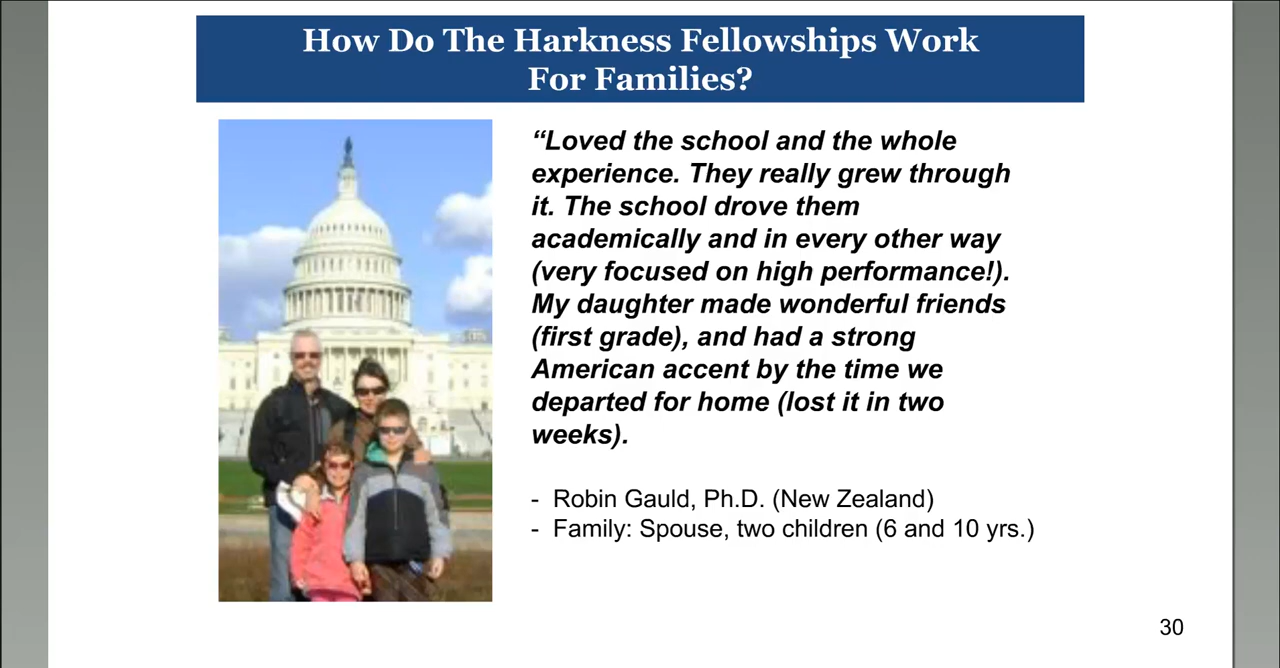 How Do The Harkness Fellowships Work
For Families?
“Loved the school and the whole
experience. They really grew through
it. The school drove them
academically and in every other way
(very focused on high performance!).
My daughter made wonderful friends
(first grade), and had a strong
American accent by the time we
departed for home (lost it in two
weeks).
- Robin Gauld, Ph.D. (New Zealand)
- Family: Spouse, two children (6 and 10 yrs.)
30